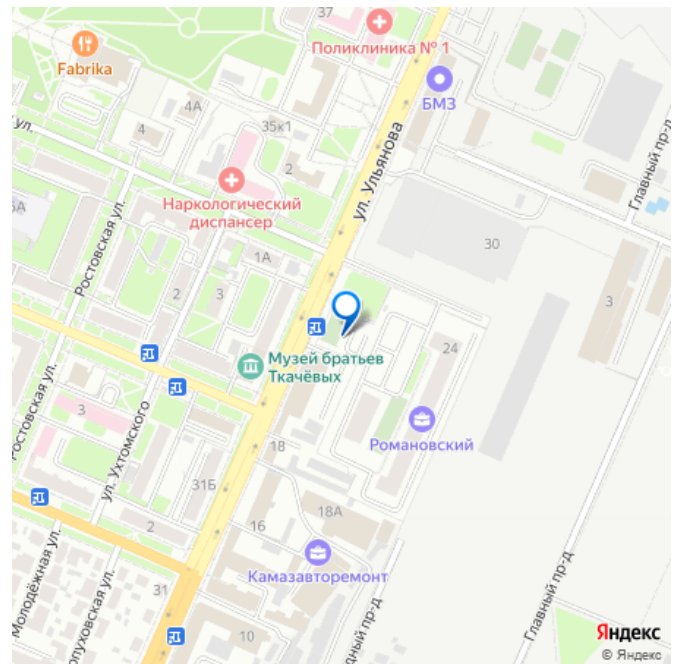 37
Поликлиника № 1
Fabrika
БМЗ
4А
4
35к1
2
ул.
ул. Ульянова
Главный пр-д
Наркологический
диспансер
Ростовская ул.
1А
30
2
3
3
24
Музей братьев
Ткачёвых
3
ул. Ухтомского
Романовский
18
31Б
18А
2
16
Камазавторемонт
Молодёжная ул.
31
10
Главный пр-д
Яндекс
© Яндекс